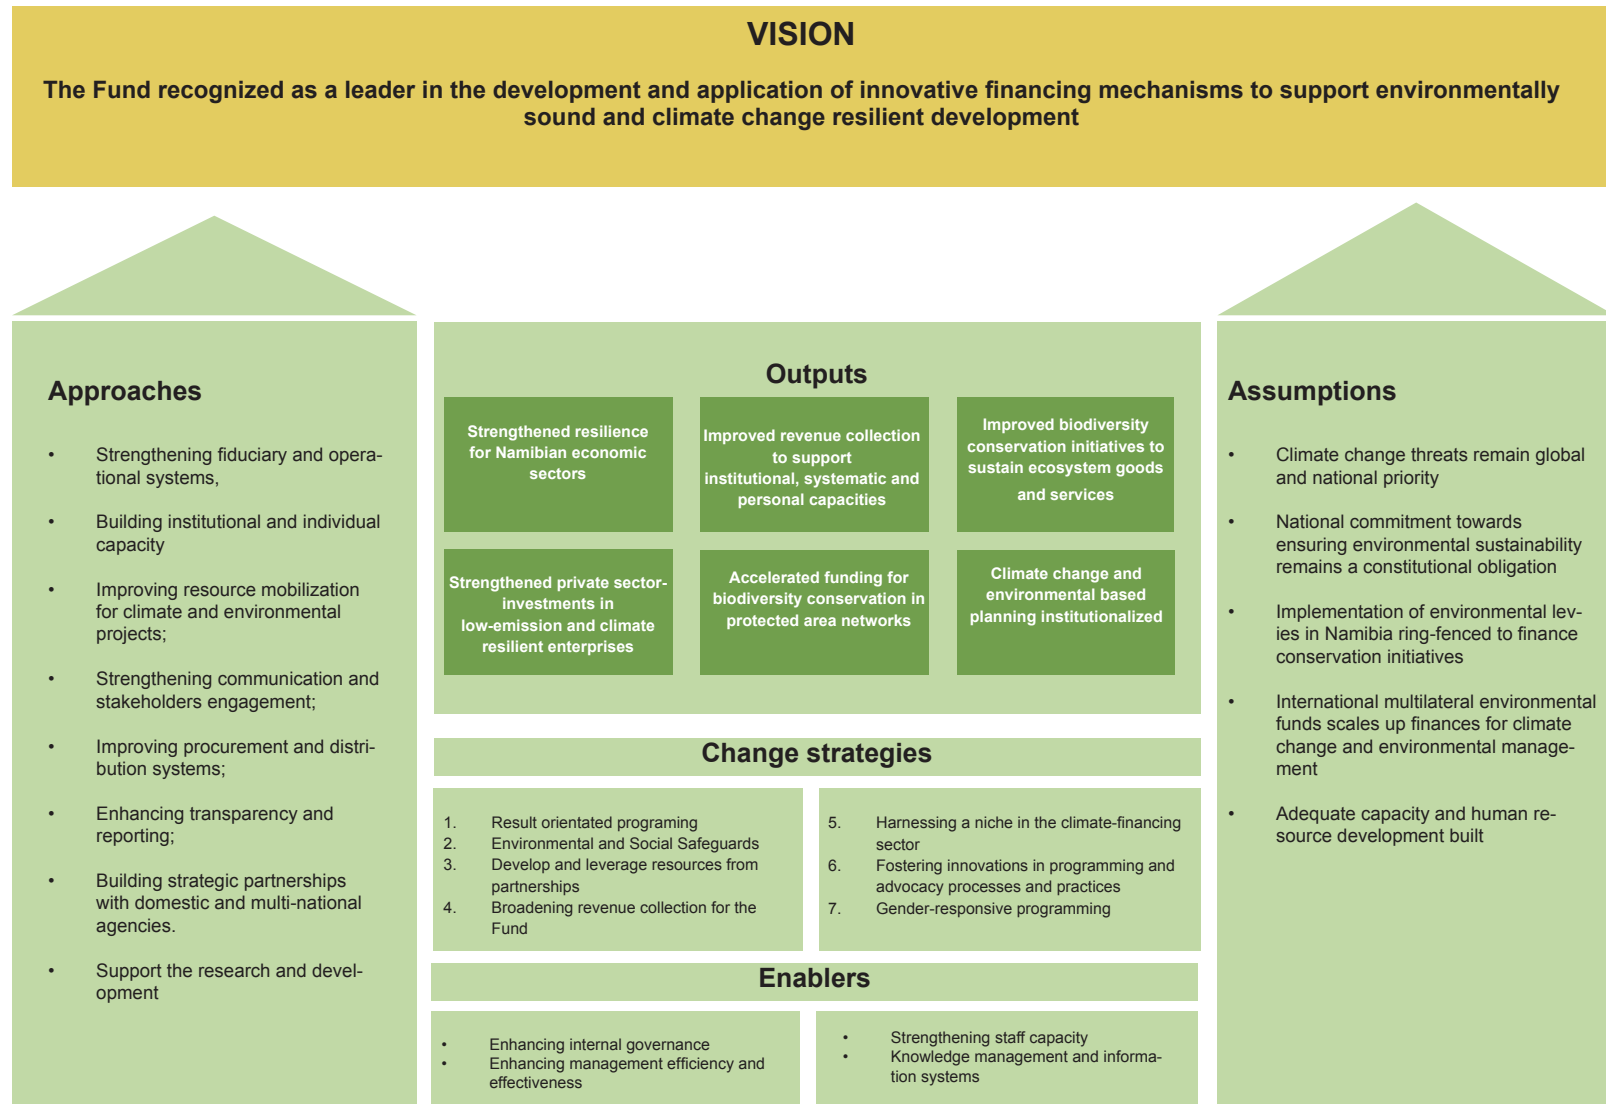 VISION
The Fund recognized as a leader in the development and application of innovative financing mechanisms to support environmentally
sound and climate change resilient development
Approaches
• Strengthening fiduciary and opera-
tional systems,
• Building institutional and individual
capacity
• Improving resource mobilization
for climate and environmental
projects;
• Strengthening communication and
stakeholders engagement;
• Improving procurement and distri-
bution systems;
• Enhancing transparency and
reporting;
• Building strategic partnerships
with domestic and multi-national
agencies.
• Support the research and devel-
opment
Outputs
Strengthened resilience
for Namibian economic
sectors
Improved revenue collection
to support
institutional, systematic and
personal capacities
Improved biodiversity
conservation initiatives to
sustain ecosystem goods
and services
Strengthened private sector-
investments in
low-emission and climate
resilient enterprises
Accelerated funding for
biodiversity conservation in
protected area networks
Climate change and
environmental based
planning institutionalized
Change strategies
1. Result orientated programing
2. Environmental and Social Safeguards
3. Develop and leverage resources from
partnerships
4. Broadening revenue collection for the
Fund
5. Harnessing a niche in the climate-financing
sector
6. Fostering innovations in programming and
advocacy processes and practices
7. Gender-responsive programming
Enablers
• Enhancing internal governance
• Enhancing management efficiency and
effectiveness
• Strengthening staff capacity
• Knowledge management and informa-
tion systems
Assumptions
• Climate change threats remain global
and national priority
• National commitment towards
ensuring environmental sustainability
remains a constitutional obligation
• Implementation of environmental lev-
ies in Namibia ring-fenced to finance
conservation initiatives
• International multilateral environmental
funds scales up finances for climate
change and environmental manage-
ment
• Adequate capacity and human re-
source development built